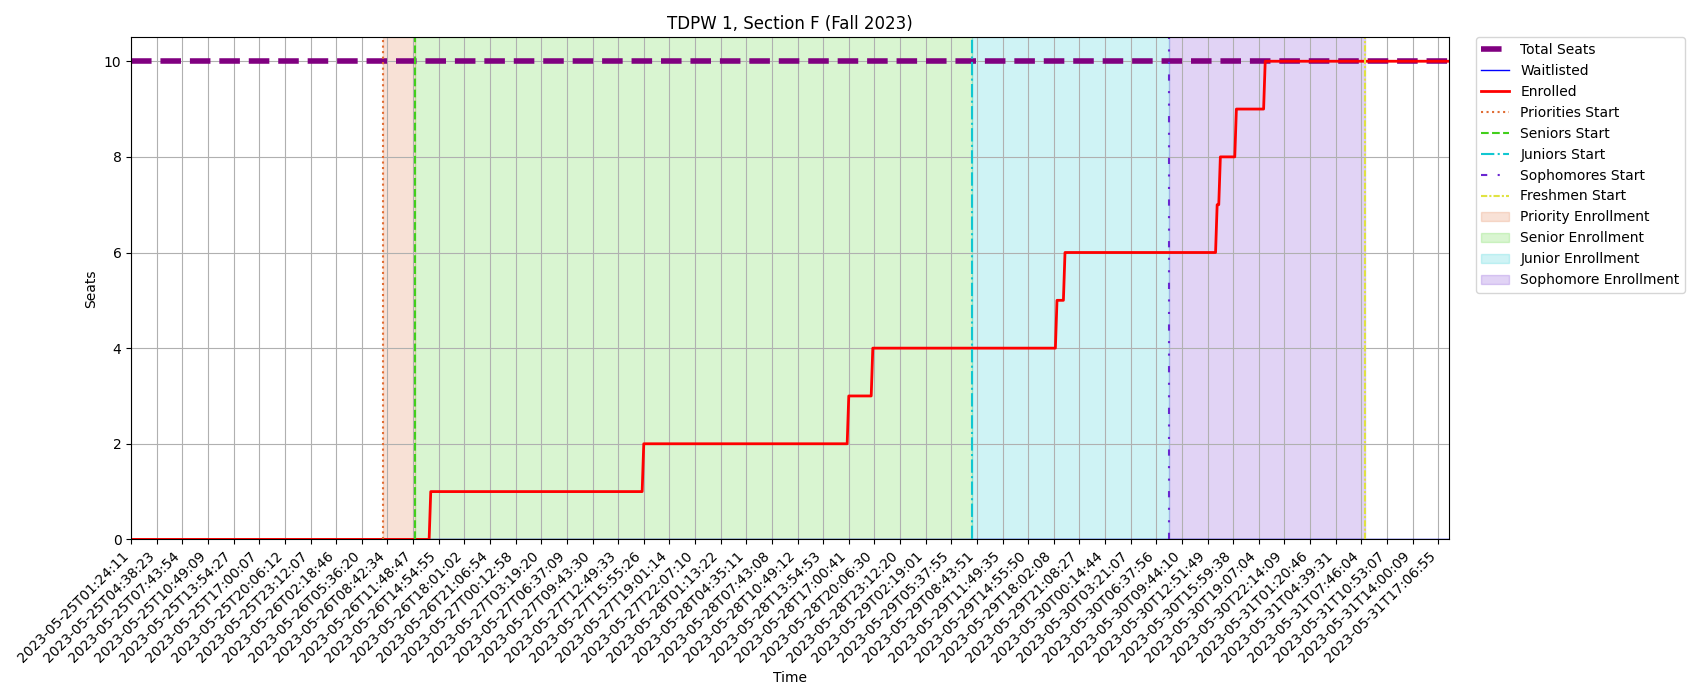 TDPW 1, Section F (Fall 2023)
Total Seats
Waitlisted
Enrolled
Priorities Start
Seniors Start
Juniors Start
Sophomores Start
Freshmen Start
Priority Enrollment
Senior Enrollment
Junior Enrollment
Sophomore Enrollment
Seats
10
8
6
4
2
0
2023-05-25T01:24:11
2023-05-25T04:38:23
2023-05-25T07:43:54
2023-05-25T10:49:09
2023-05-25T13:54:27
2023-05-25T17:00:07
2023-05-25T20:06:12
2023-05-25T23:12:07
2023-05-26T02:18:46
2023-05-26T05:36:20
2023-05-26T08:42:34
2023-05-26T11:48:47
2023-05-26T14:54:55
2023-05-26T18:01:02
2023-05-26T21:06:54
2023-05-27T00:12:58
2023-05-27T03:19:20
2023-05-27T06:37:09
2023-05-27T09:43:30
2023-05-27T12:49:33
2023-05-27T15:55:26
2023-05-27T19:01:14
2023-05-27T22:07:10
2023-05-28T01:13:22
2023-05-28T04:35:11
2023-05-28T07:43:08
2023-05-28T10:49:12
2023-05-28T13:54:53
2023-05-28T17:00:41
2023-05-28T20:06:30
2023-05-28T23:12:20
2023-05-29T02:19:01
2023-05-29T05:37:55
2023-05-29T08:43:51
2023-05-29T11:49:35
2023-05-29T14:55:50
2023-05-29T18:02:08
2023-05-29T21:08:27
2023-05-30T00:14:44
2023-05-30T03:21:07
2023-05-30T06:37:56
2023-05-30T09:44:10
2023-05-30T12:51:49
2023-05-30T15:59:38
2023-05-30T19:07:04
2023-05-30T22:14:09
2023-05-31T01:20:46
2023-05-31T04:39:31
2023-05-31T07:46:04
2023-05-31T10:53:07
2023-05-31T14:00:09
2023-05-31T17:06:55
Time